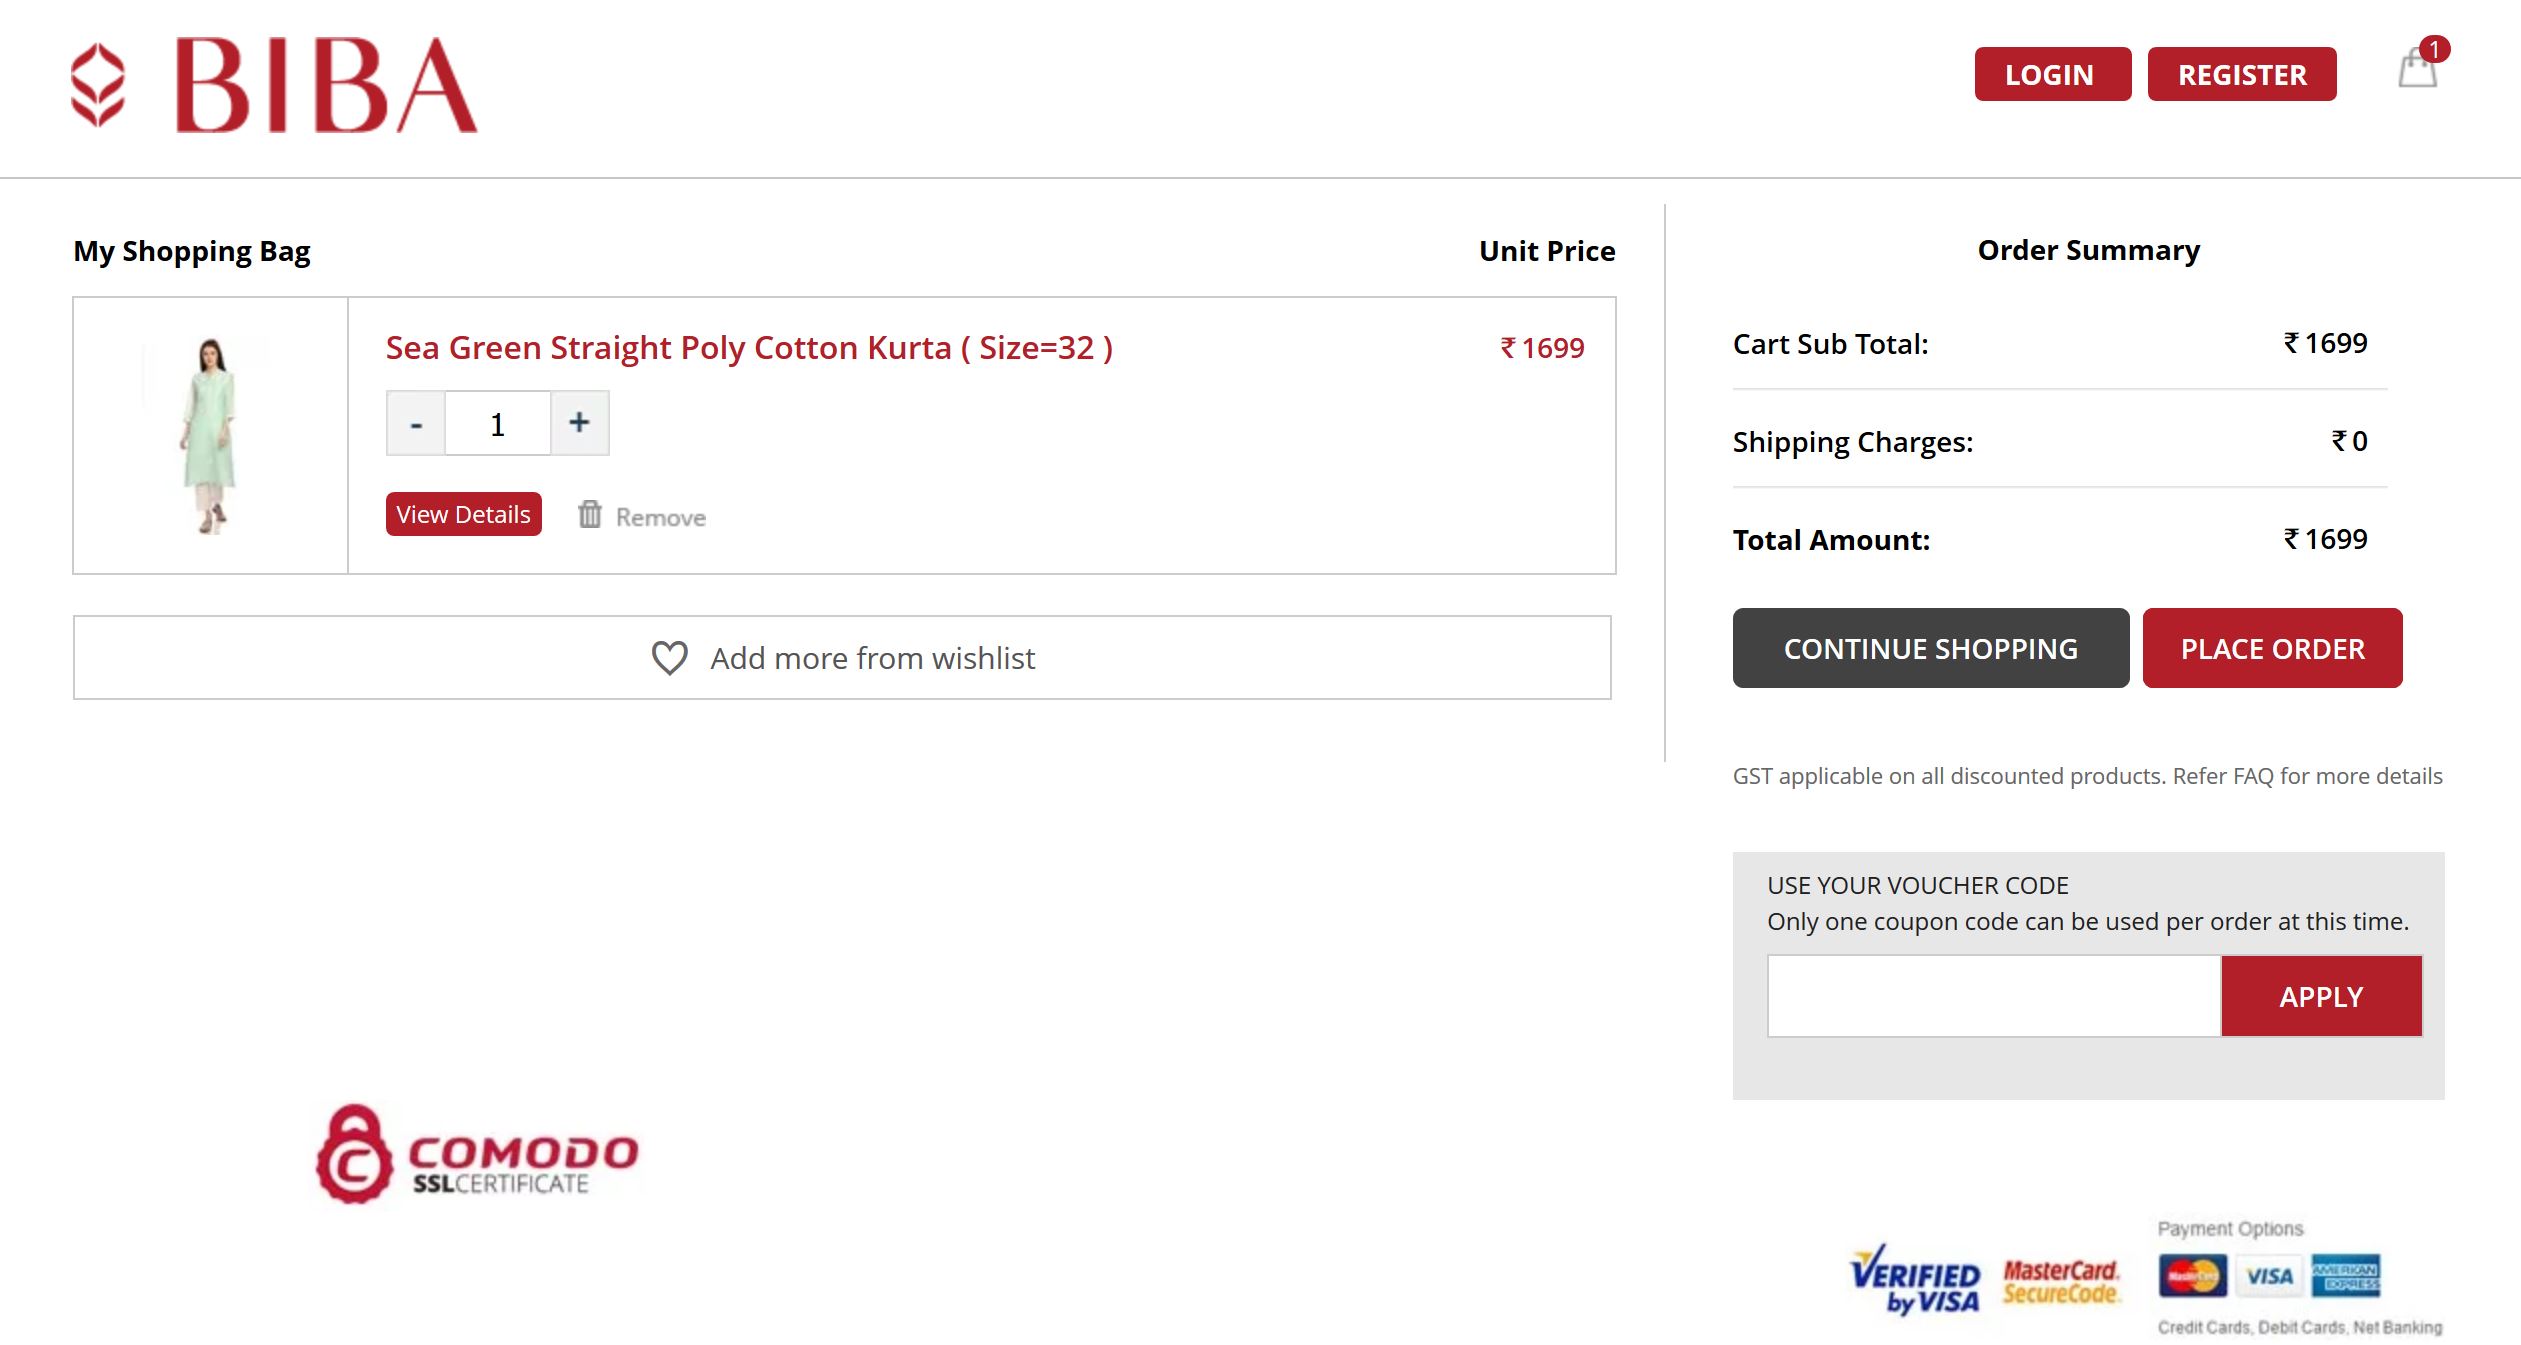 BIBA
LOGIN
REGISTER
1
My Shopping Bag
Unit Price
Sea Green Straight Poly Cotton Kurta ( Size=32 )
₹ 1699
- 1 +
View Details
Remove
Add more from wishlist
Order Summary
Cart Sub Total: ₹ 1699
Shipping Charges: ₹ 0
Total Amount: ₹ 1699
CONTINUE SHOPPING
PLACE ORDER
GST applicable on all discounted products. Refer FAQ for more details
USE YOUR VOUCHER CODE
Only one coupon code can be used per order at this time.
APPLY
COMODO
SSLCERTIFICATE
VERIFIED
by VISA
MasterCard.
SecureCode.
Payment Options
MasterCard
VISA
AMERICAN
EXPRESS
Credit Cards, Debit Cards, Net Banking